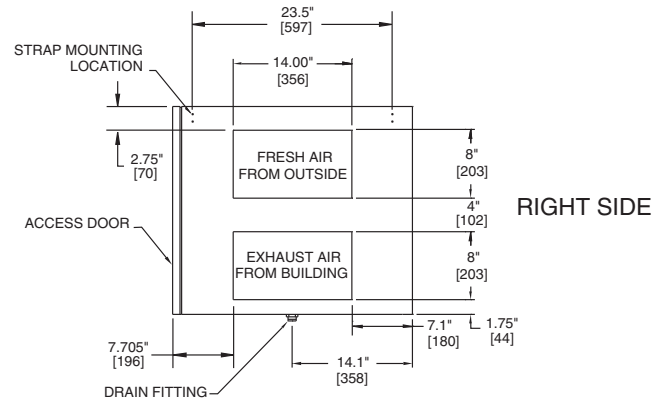 23.5"
[597]
STRAP MOUNTING
LOCATION
14.00"
[356]
2.75"
[70]
FRESH AIR
FROM OUTSIDE
8"
[203]
4"
[102]
RIGHT SIDE
ACCESS DOOR
EXHAUST AIR
FROM BUILDING
8"
[203]
7.705"
[196]
7.1"
[180]
1.75"
[44]
14.1"
[358]
DRAIN FITTING